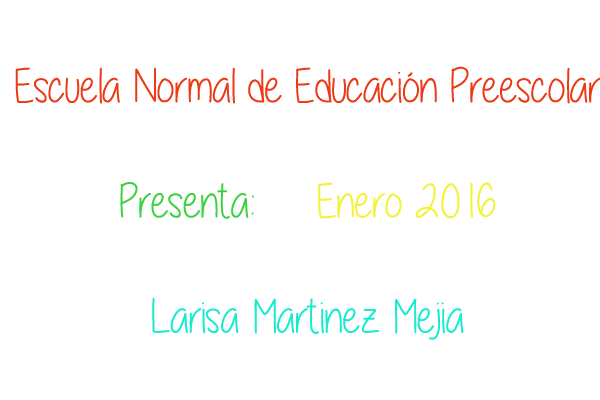 Escuela Normal de Educación Preescolar
Presenta: Enero 2016
Larisa Martinez Mejia